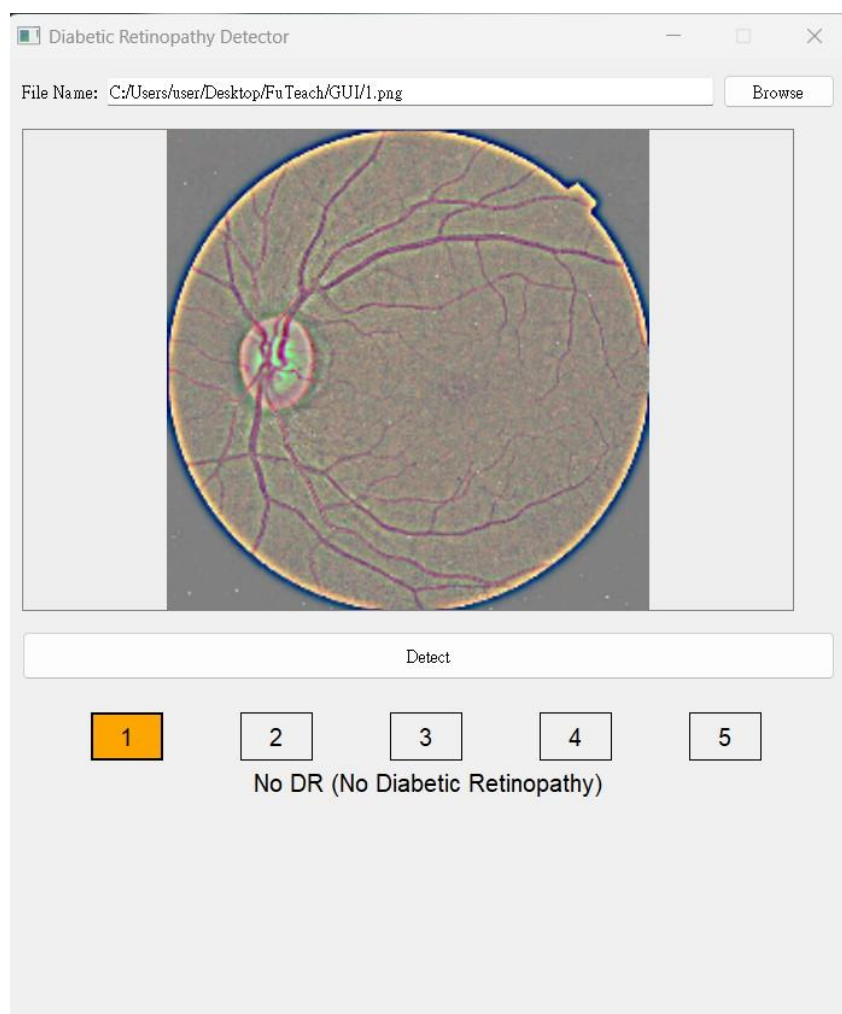 Diabetic Retinopathy Detector
File Name: C:/Users/user/Desktop/FuTeach/GUI/1.png Browse
Detect
1 2 3 4 5
No DR (No Diabetic Retinopathy)